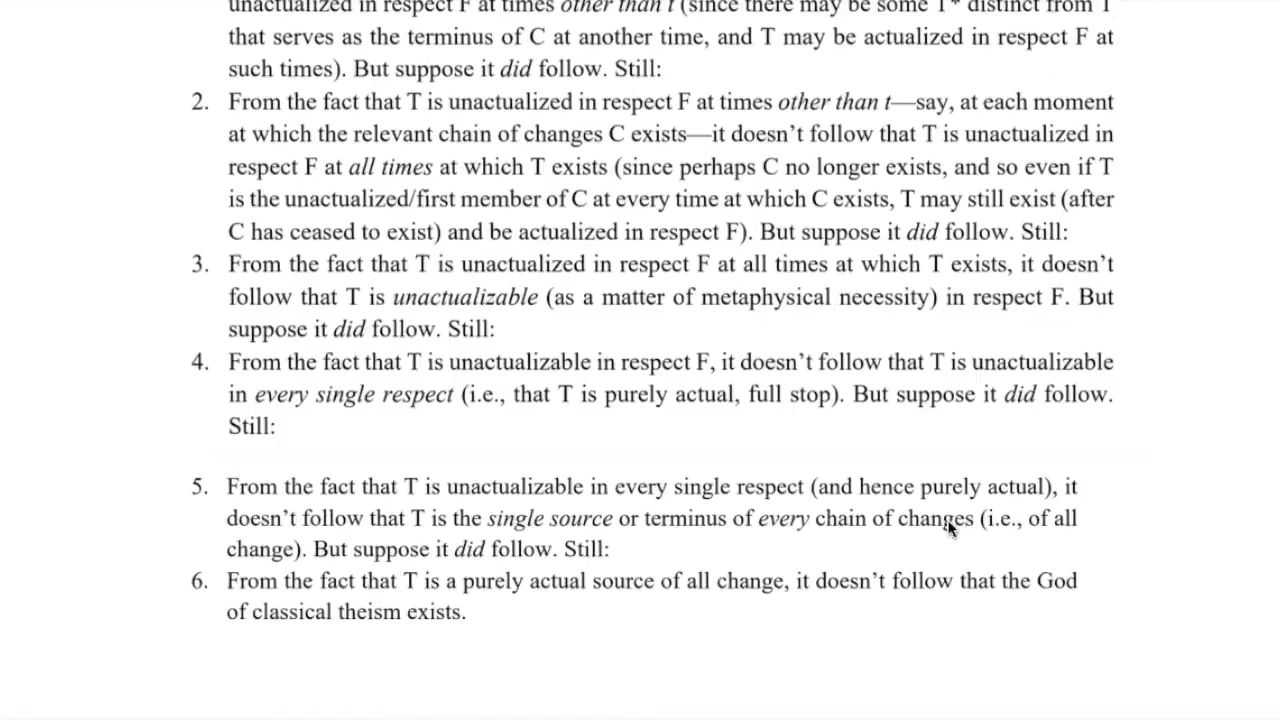 unactualized in respect F at times other than t (since there may be some T* distinct from T
that serves as the terminus of C at another time, and T may be actualized in respect F at
such times). But suppose it did follow. Still:
2. From the fact that T is unactualized in respect F at times other than t—say, at each moment
at which the relevant chain of changes C exists—it doesn’t follow that T is unactualized in
respect F at all times at which T exists (since perhaps C no longer exists, and so even if T
is the unactualized/first member of C at every time at which C exists, T may still exist (after
C has ceased to exist) and be actualized in respect F). But suppose it did follow. Still:
3. From the fact that T is unactualized in respect F at all times at which T exists, it doesn’t
follow that T is unactualizable (as a matter of metaphysical necessity) in respect F. But
suppose it did follow. Still:
4. From the fact that T is unactualizable in respect F, it doesn’t follow that T is unactualizable
in every single respect (i.e., that T is purely actual, full stop). But suppose it did follow.
Still:
5. From the fact that T is unactualizable in every single respect (and hence purely actual), it
doesn’t follow that T is the single source or terminus of every chain of changes (i.e., of all
change). But suppose it did follow. Still:
6. From the fact that T is a purely actual source of all change, it doesn’t follow that the God
of classical theism exists.